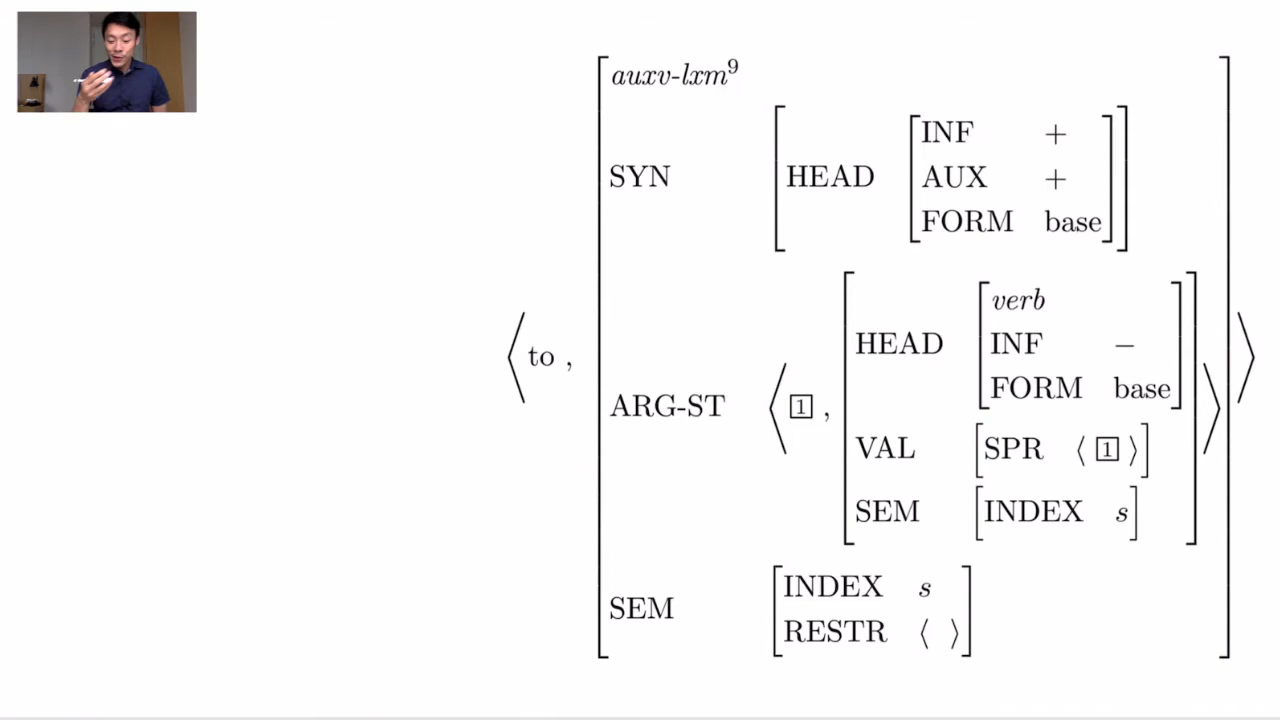 auxv-lxm⁹
INF +
SYN HEAD AUX +
FORM base
verb
HEAD INF −
to , FORM base
ARG-ST ⟨ 1 ,
VAL SPR ⟨ 1 ⟩
SEM INDEX s
INDEX s
SEM
RESTR ⟨ ⟩